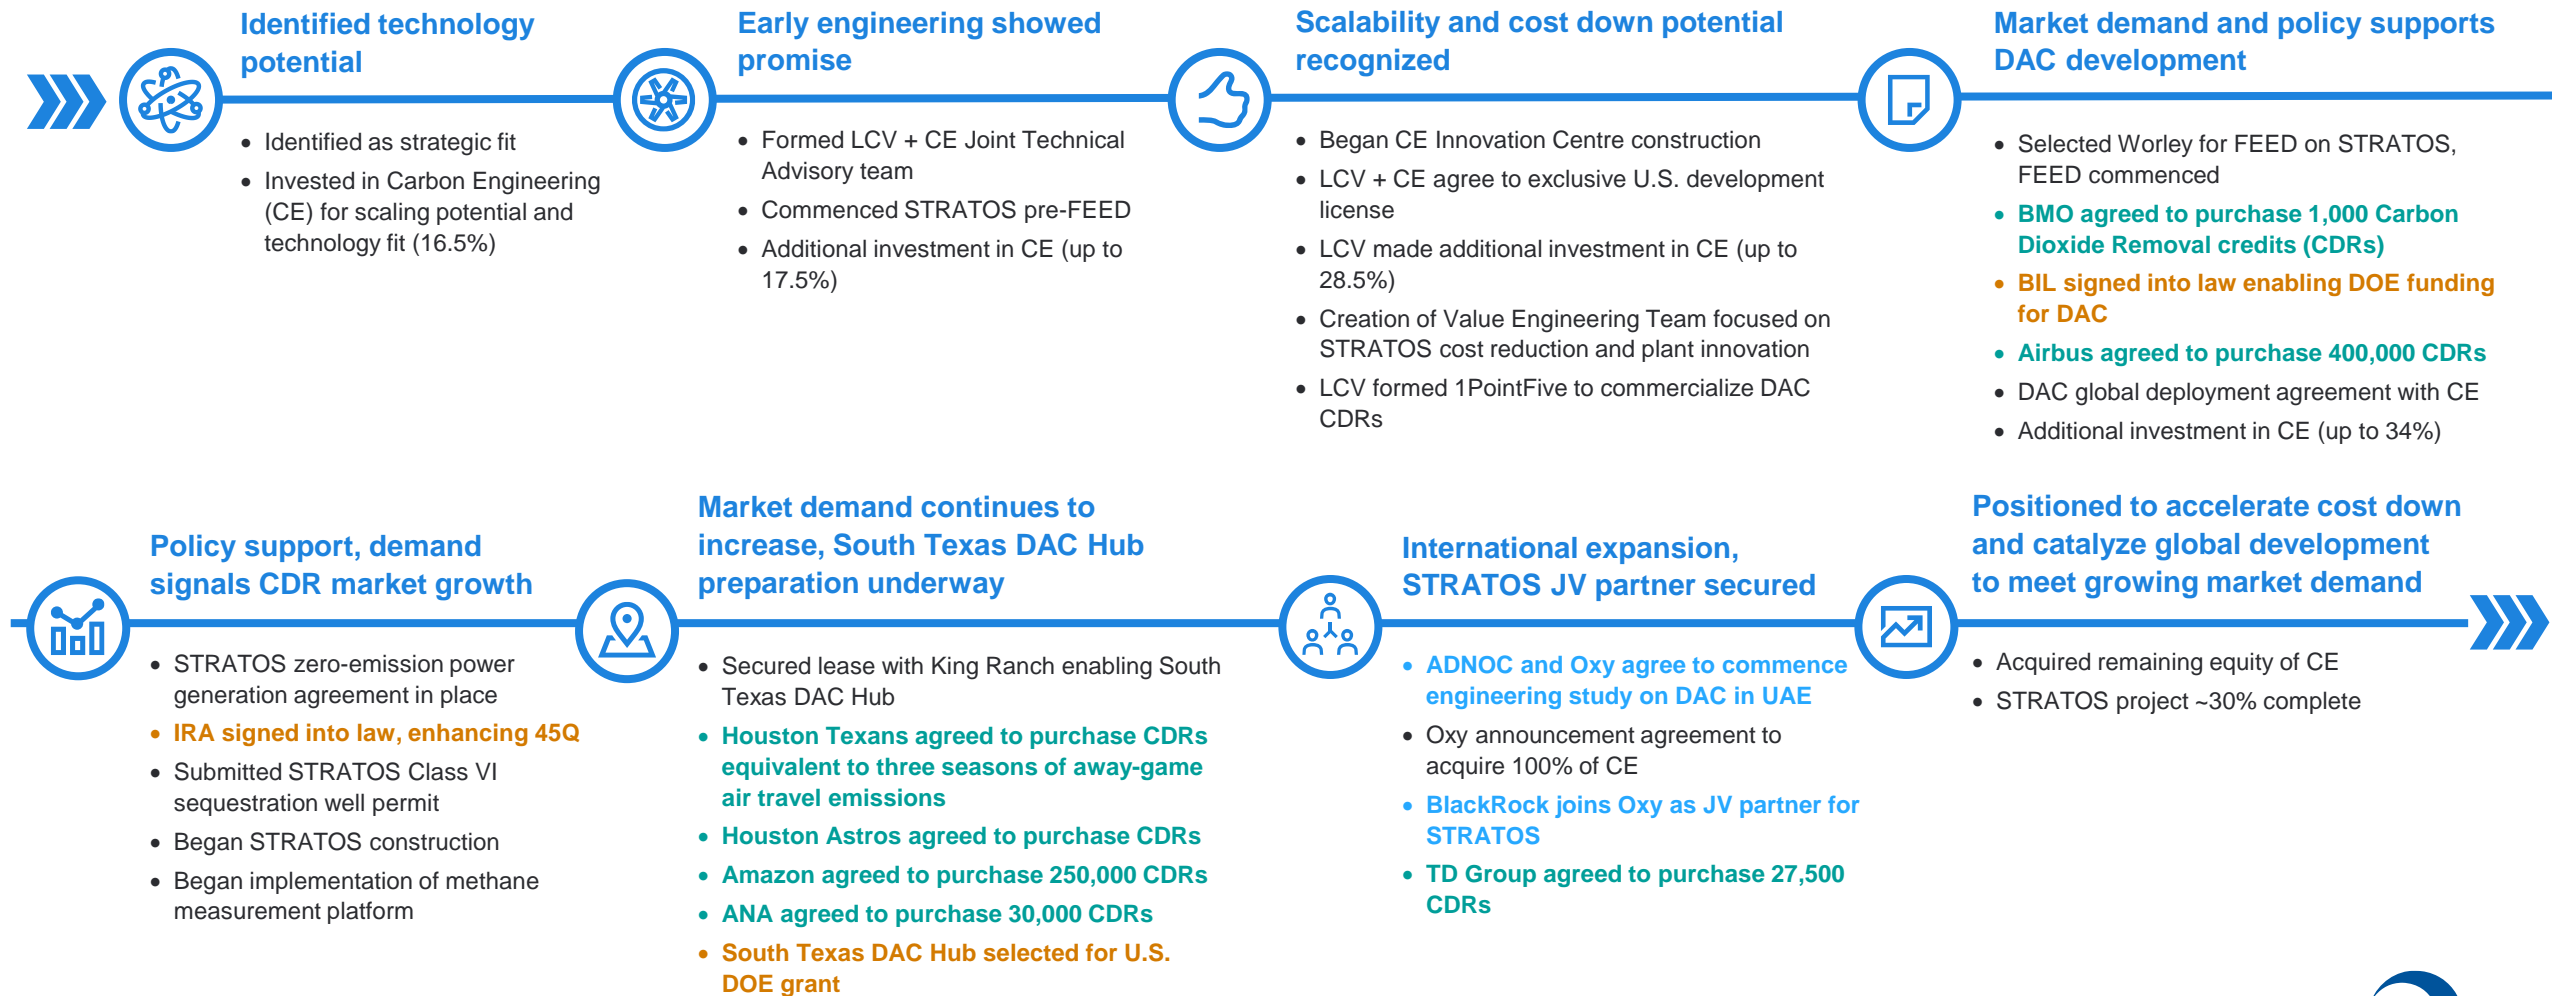 Identified technology
potential
• Identified as strategic fit
• Invested in Carbon Engineering
(CE) for scaling potential and
technology fit (16.5%)
Early engineering showed
promise
• Formed LCV + CE Joint Technical
Advisory team
• Commenced STRATOS pre-FEED
• Additional investment in CE (up to
17.5%)
Scalability and cost down potential
recognized
• Began CE Innovation Centre construction
• LCV + CE agree to exclusive U.S. development
license
• LCV made additional investment in CE (up to
28.5%)
• Creation of Value Engineering Team focused on
STRATOS cost reduction and plant innovation
• LCV formed 1PointFive to commercialize DAC
CDRs
Market demand and policy supports
DAC development
• Selected Worley for FEED on STRATOS,
FEED commenced
• BMO agreed to purchase 1,000 Carbon
Dioxide Removal credits (CDRs)
• BIL signed into law enabling DOE funding
for DAC
• Airbus agreed to purchase 400,000 CDRs
• DAC global deployment agreement with CE
• Additional investment in CE (up to 34%)
Policy support, demand
signals CDR market growth
• STRATOS zero-emission power
generation agreement in place
• IRA signed into law, enhancing 45Q
• Submitted STRATOS Class VI
sequestration well permit
• Began STRATOS construction
• Began implementation of methane
measurement platform
Market demand continues to
increase, South Texas DAC Hub
preparation underway
• Secured lease with King Ranch enabling South
Texas DAC Hub
• Houston Texans agreed to purchase CDRs
equivalent to three seasons of away-game
air travel emissions
• Houston Astros agreed to purchase CDRs
• Amazon agreed to purchase 250,000 CDRs
• ANA agreed to purchase 30,000 CDRs
• South Texas DAC Hub selected for U.S.
DOE grant
International expansion,
STRATOS JV partner secured
• ADNOC and Oxy agree to commence
engineering study on DAC in UAE
• Oxy announcement agreement to
acquire 100% of CE
• BlackRock joins Oxy as JV partner for
STRATOS
• TD Group agreed to purchase 27,500
CDRs
Positioned to accelerate cost down
and catalyze global development
to meet growing market demand
• Acquired remaining equity of CE
• STRATOS project ~30% complete